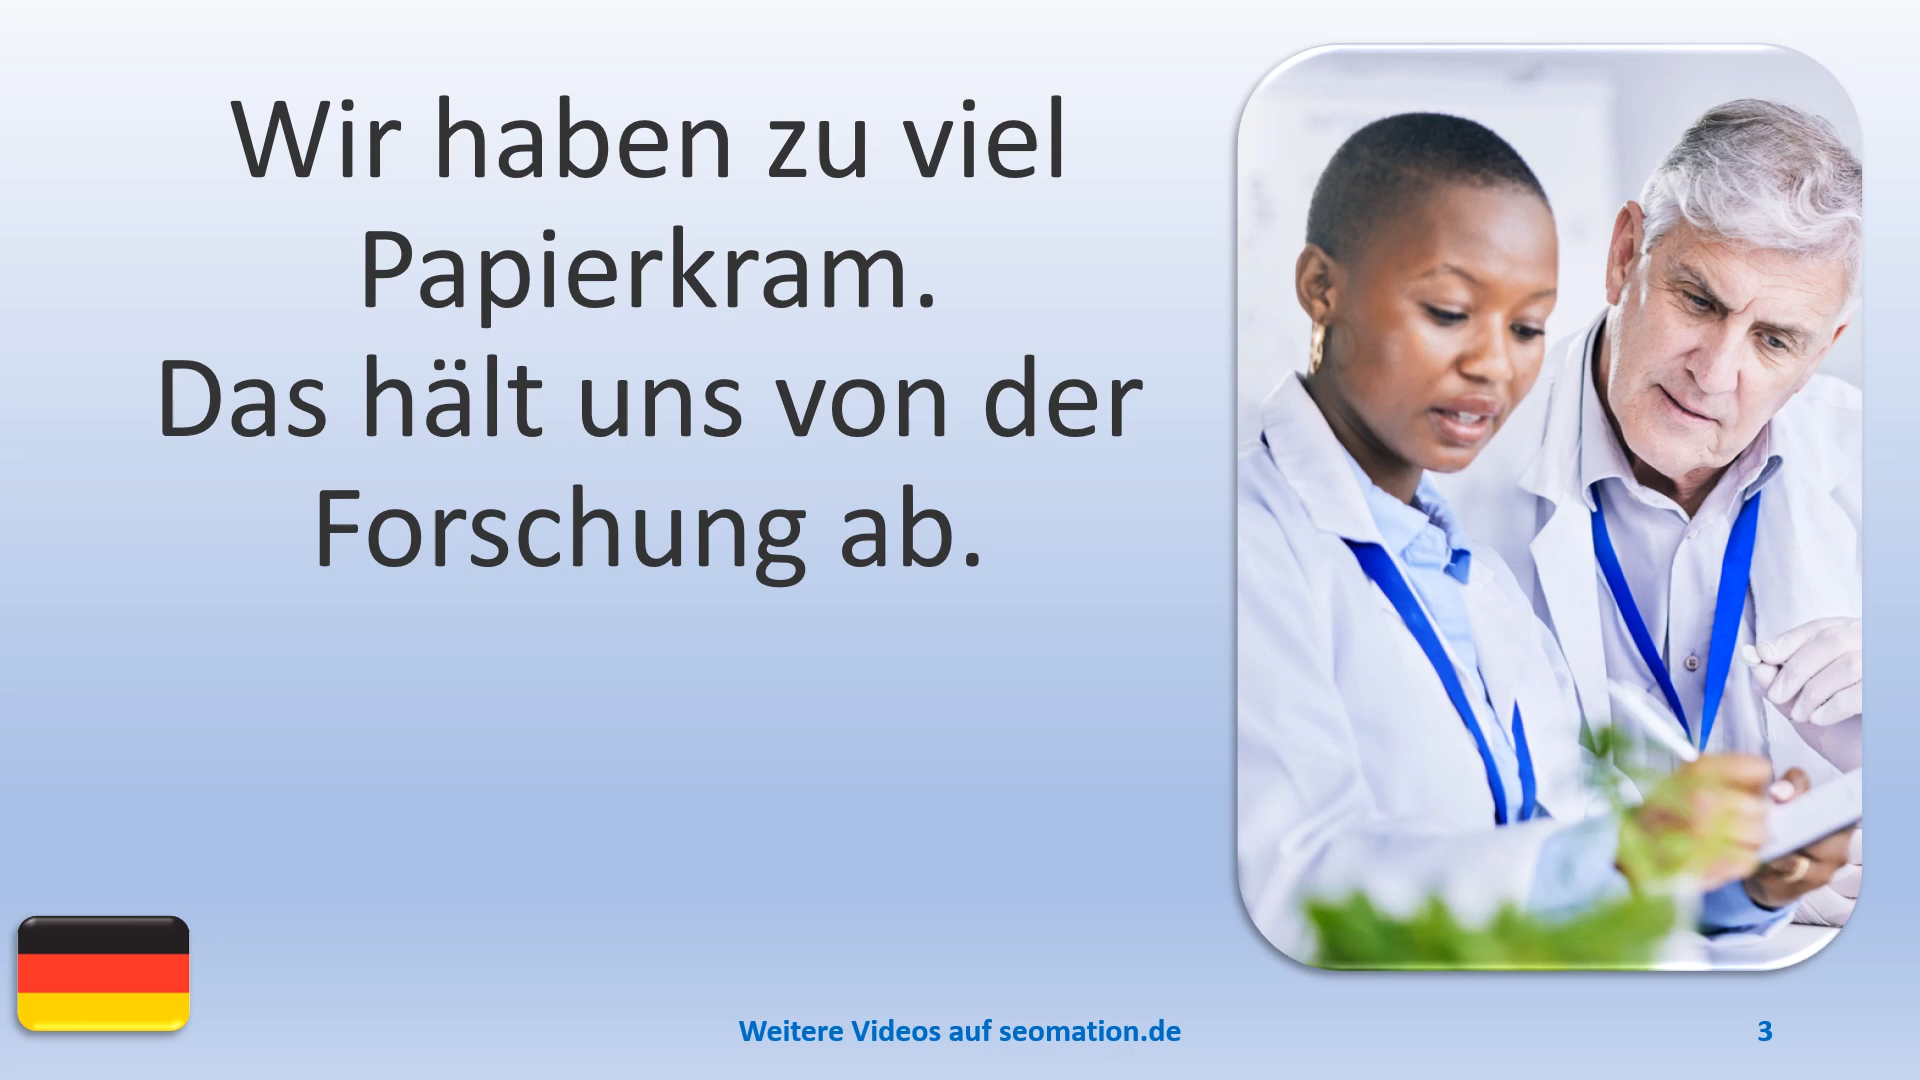 Wir haben zu viel
Papierkram.
Das hält uns von der
Forschung ab.
Weitere Videos auf seomation.de
3